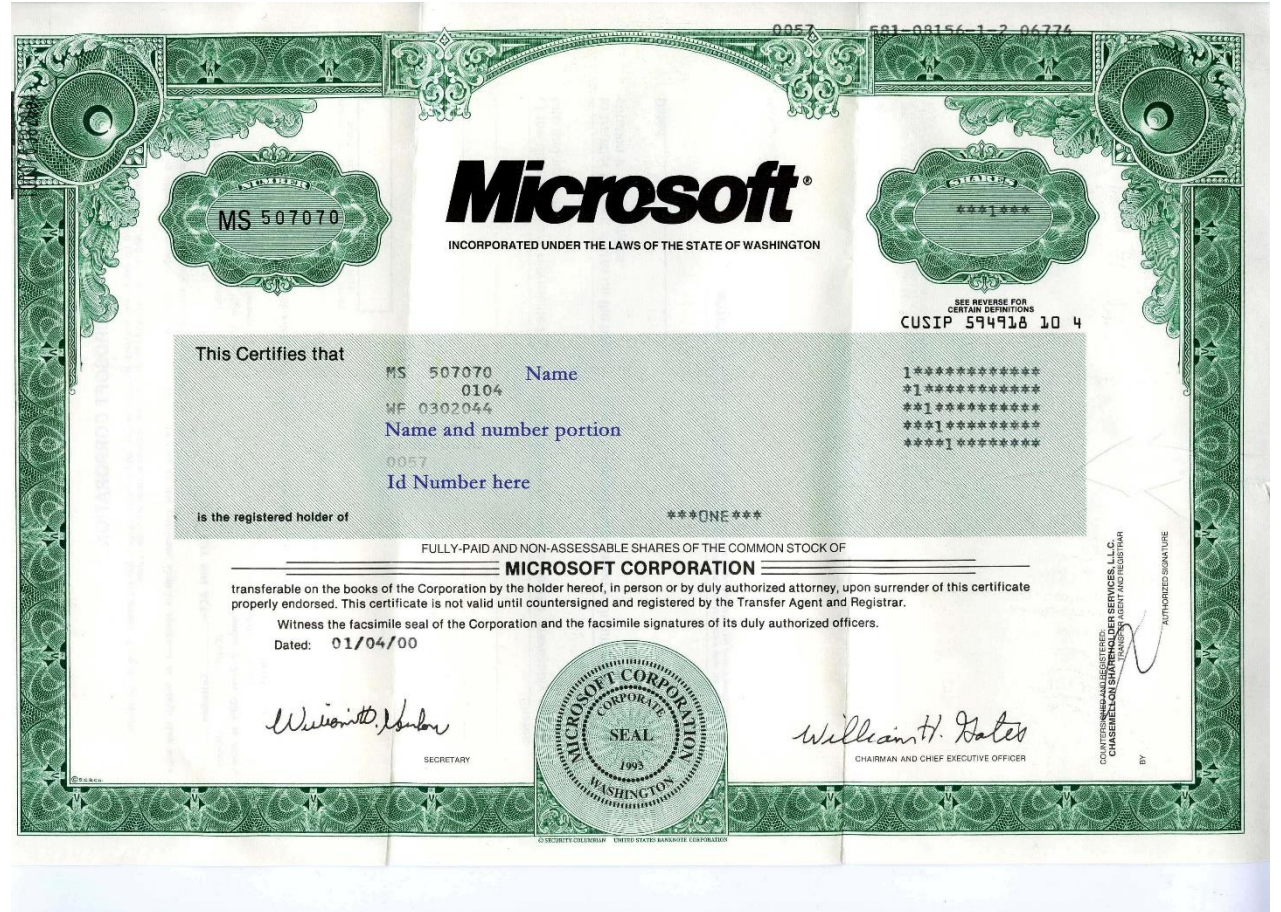 0057 581-08156-1-2 06774
NUMBER
MS 507070
Microsoft®
INCORPORATED UNDER THE LAWS OF THE STATE OF WASHINGTON
SHARES
***1***
SEE REVERSE FOR
CERTAIN DEFINITIONS
CUSIP 594918 10 4
This Certifies that
MS 507070 Name
0104
WF 0302044
Name and number portion
0057
Id Number here
1************
*1***********
**1**********
***1*********
****1********
is the registered holder of
***ONE***
FULLY-PAID AND NON-ASSESSABLE SHARES OF THE COMMON STOCK OF
MICROSOFT CORPORATION
transferable on the books of the Corporation by the holder hereof, in person or by duly authorized attorney, upon surrender of this certificate
properly endorsed. This certificate is not valid until countersigned and registered by the Transfer Agent and Registrar.
Witness the facsimile seal of the Corporation and the facsimile signatures of its duly authorized officers.
Dated: 01/04/00
SECRETARY
MICROSOFT CORPORATION
CORPORATE
SEAL
1993
WASHINGTON
William H. Gates
CHAIRMAN AND CHIEF EXECUTIVE OFFICER
COUNTERSIGNED AND REGISTERED:
CHASEMELLON SHAREHOLDER SERVICES, L.L.C.
TRANSFER AGENT AND REGISTRAR
BY
AUTHORIZED SIGNATURE
© SECURITY-COLUMBIAN UNITED STATES BANKNOTE CORPORATION